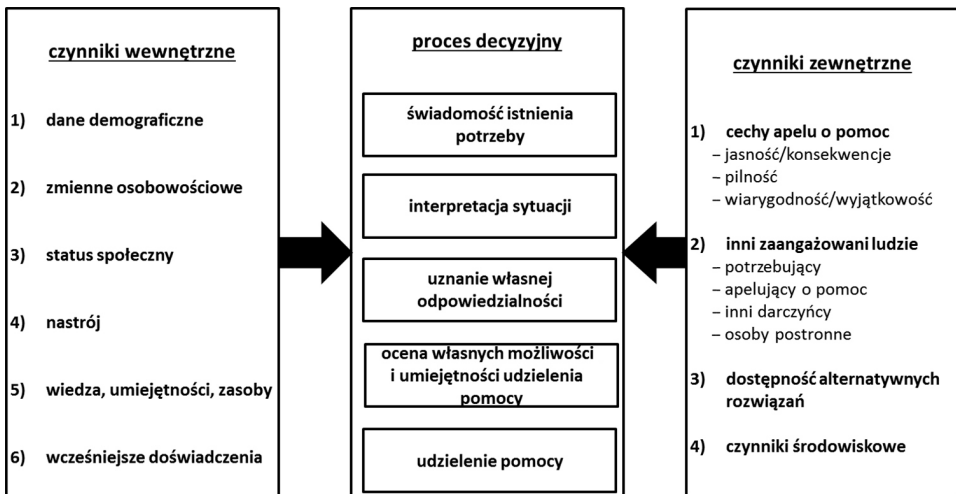 czynniki wewnętrzne
1) dane demograficzne
2) zmienne osobowościowe
3) status społeczny
4) nastrój
5) wiedza, umiejętności, zasoby
6) wcześniejsze doświadczenia
proces decyzyjny
świadomość istnienia
potrzeby
interpretacja sytuacji
uznanie własnej
odpowiedzialności
ocena własnych możliwości
i umiejętności udzielenia
pomocy
udzielenie pomocy
czynniki zewnętrzne
1) cechy apelu o pomoc
– jasność/konsekwencje
– pilność
– wiarygodność/wyjątkowość
2) inni zaangażowani ludzie
– potrzebujący
– apelujący o pomoc
– inni darczyńcy
– osoby postronne
3) dostępność alternatywnych
rozwiązań
4) czynniki środowiskowe